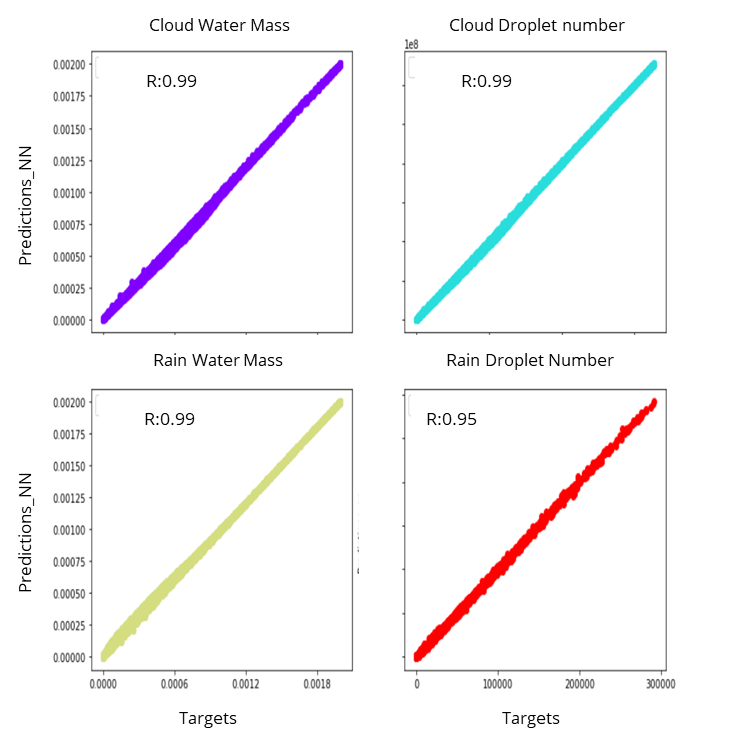 Cloud Water Mass
Cloud Droplet number
1e8
0.00200
R:0.99
R:0.99
0.00175
0.00150
0.00125
Predictions_NN
0.00100
0.00075
0.00050
0.00025
0.00000
Rain Water Mass
Rain Droplet Number
0.00200
R:0.99
R:0.95
0.00175
0.00150
0.00125
Predictions_NN
0.00100
0.00075
0.00050
0.00025
0.00000
0.0000 0.0006 0.0012 0.0018
0 100000 200000 300000
Targets
Targets